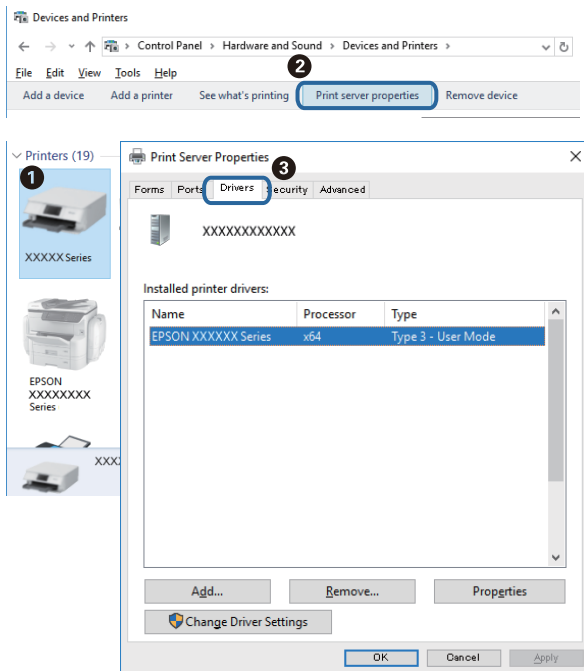 Devices and Printers
Control Panel > Hardware and Sound > Devices and Printers >
2
File Edit View Tools Help
Add a device Add a printer See what's printing Print server properties Remove device
Printers (19)
1
XXXXX Series
EPSON
XXXXXXXX
Series
Print Server Properties
3
Forms Ports Drivers Security Advanced
XXXXXXXXXXXX
Installed printer drivers:
Name Processor Type
EPSON XXXXXX Series x64 Type 3 - User Mode
Add... Remove... Properties
Change Driver Settings
OK Cancel Apply